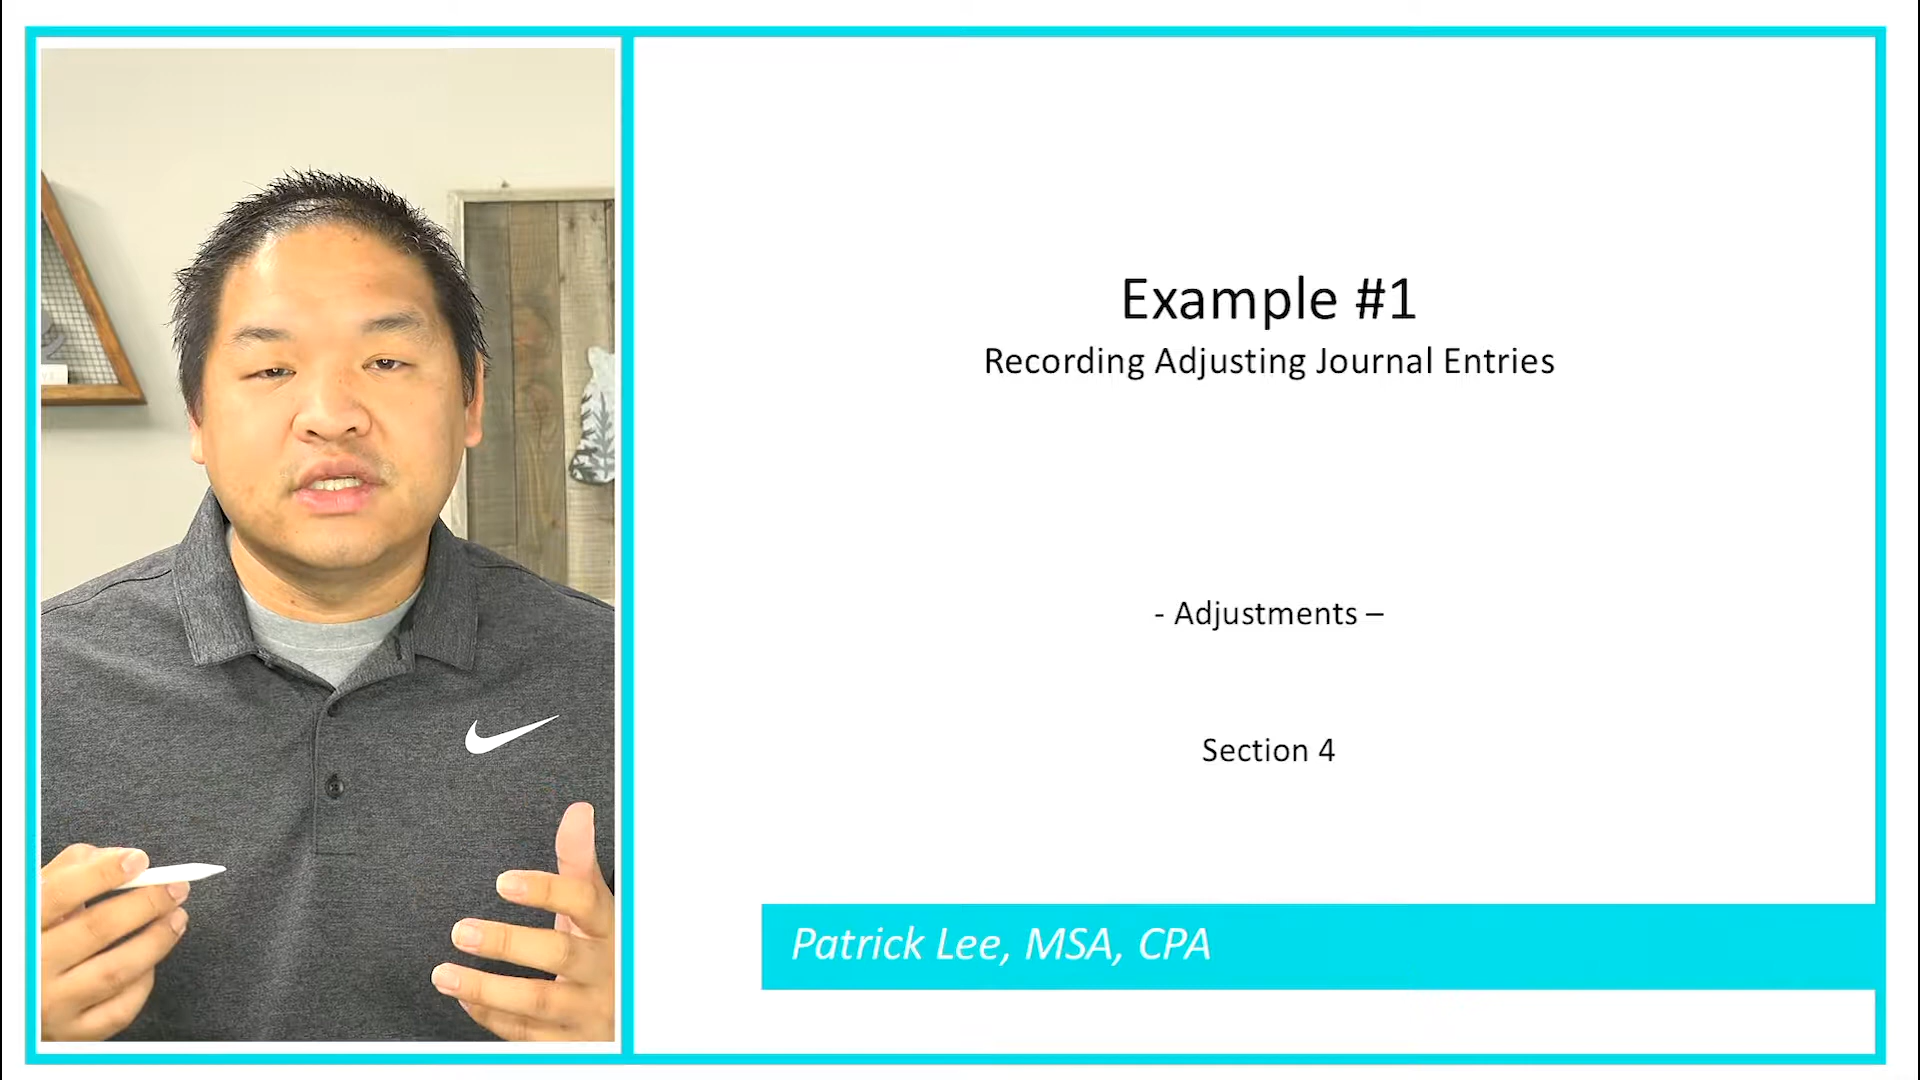 Example #1
Recording Adjusting Journal Entries
- Adjustments –
Section 4
Patrick Lee, MSA, CPA